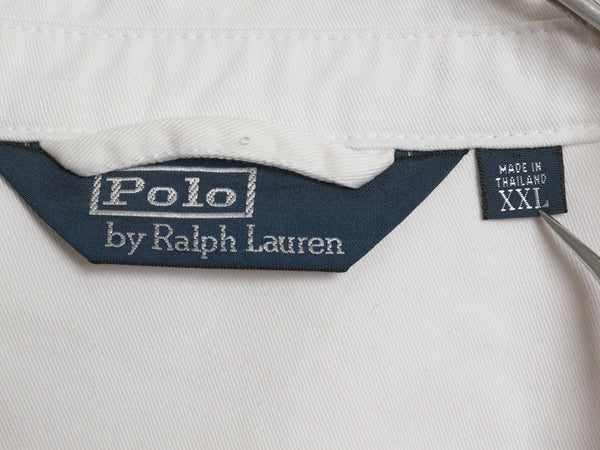 Polo
by Ralph Lauren
MADE IN
THAILAND
XXL